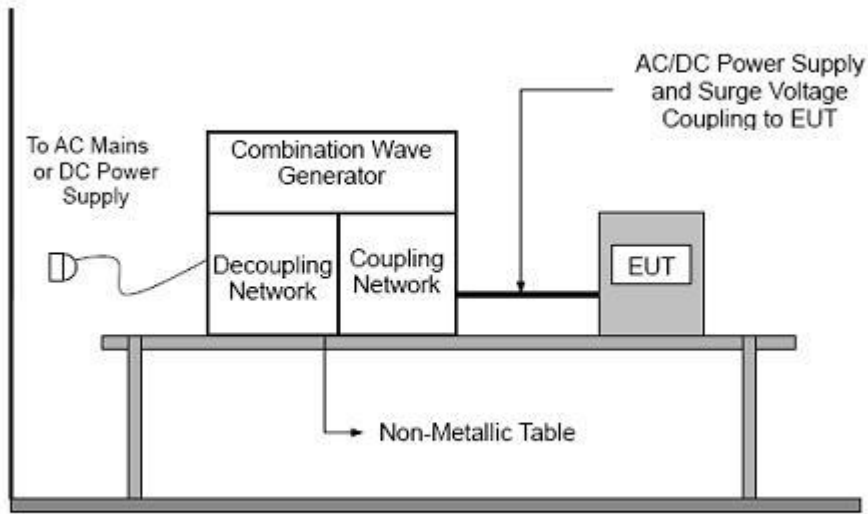 AC/DC Power Supply
and Surge Voltage
Coupling to EUT
To AC Mains
or DC Power
Supply
Combination Wave
Generator
Decoupling
Network
Coupling
Network
EUT
Non-Metallic Table